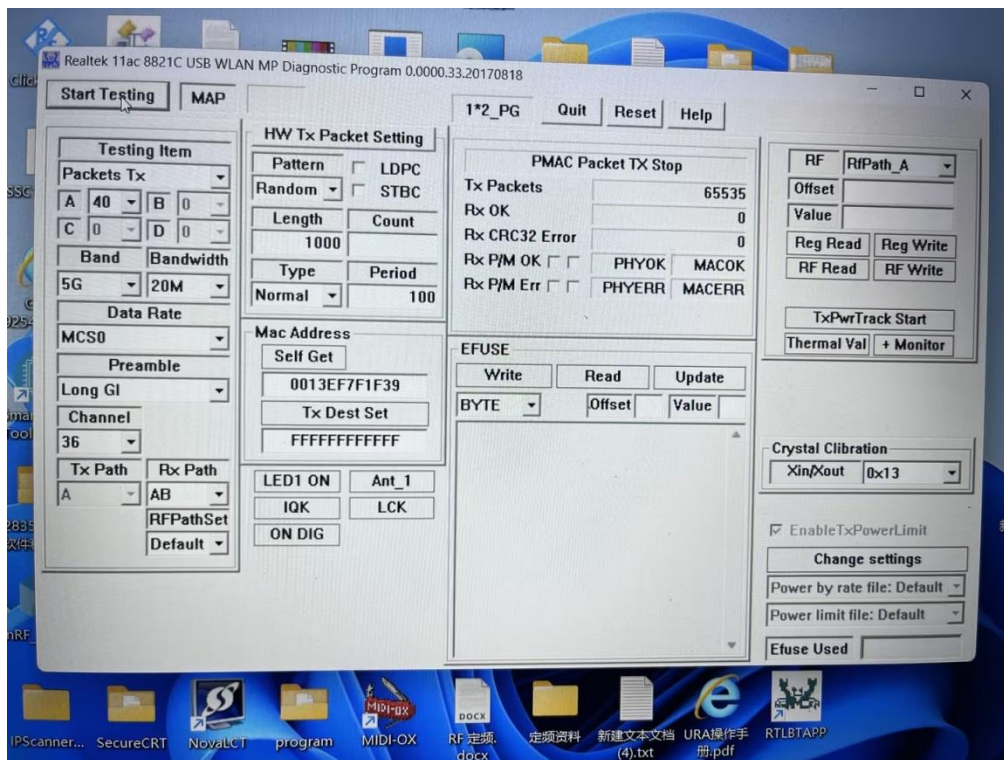 Realtek 11ac 8821C USB WLAN MP Diagnostic Program 0.0000.33.20170818
Start Testing MAP
1*2_PG Quit Reset Help
Testing Item
Packets Tx
A 40 B 0
C 0 D 0
Band Bandwidth
5G 20M
Data Rate
MCS0
Preamble
Long GI
Channel
36
Tx Path Rx Path
A AB
RFPathSet
Default
HW Tx Packet Setting
Pattern LDPC
Random STBC
Length Count
1000
Type Period
Normal 100
Mac Address
Self Get
0013EF7F1F39
Tx Dest Set
FFFFFFFFFFFF
LED1 ON Ant_1
IQK LCK
ON DIG
PMAC Packet TX Stop
Tx Packets 65535
Rx OK 0
Rx CRC32 Error 0
Rx P/M OK PHYOK MACOK
Rx P/M Err PHYERR MACERR
EFUSE
Write Read Update
BYTE Offset Value
RF RfPath_A
Offset
Value
Reg Read Reg Write
RF Read RF Write
TxPwrTrack Start
Thermal Val + Monitor
Crystal Clibration
Xin/Xout 0x13
EnableTxPowerLimit
Change settings
Power by rate file: Default
Power limit file: Default
Efuse Used
IPScanner... SecureCRT NovaLCT program MIDI-OX RF 定频.docx 定频资料 新建文本文档(4).txt URA操作手册.pdf RTLBTAPP